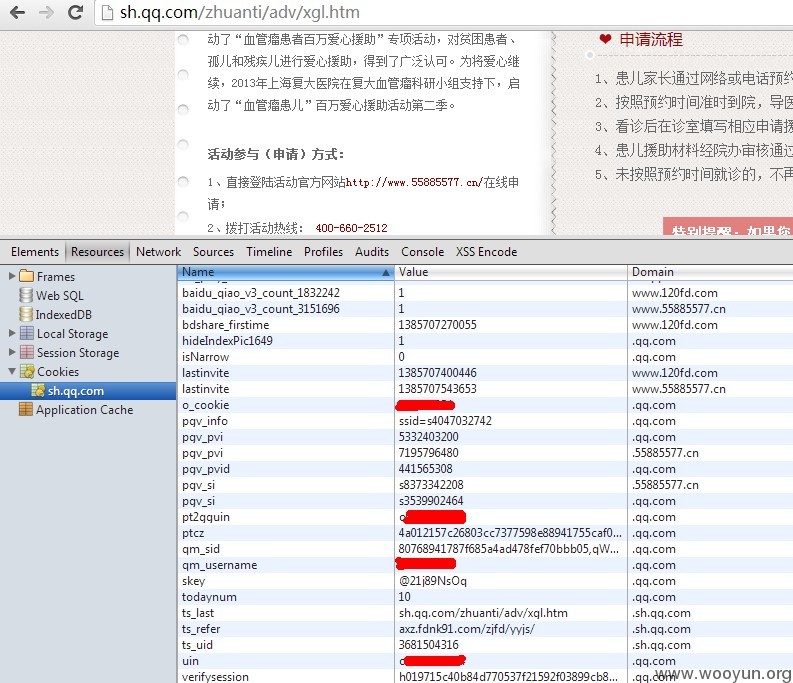 sh.qq.com/zhuanti/adv/xgl.htm
动了“血管瘤患者百万爱心援助”专项活动，对贫困患者、
孤儿和残疾儿进行爱心援助，得到了广泛认可。为将爱心继
续，2013年上海复大医院在复大血管瘤科研小组支持下，启
动了“血管瘤患儿”百万爱心援助活动第二季。
活动参与（申请）方式：
1、直接登陆活动官方网站http://www.55885577.cn/在线申
请；
2、拨打活动热线： 400-660-2512
申请流程
1、患儿家长通过网络或电话预约
2、按照预约时间准时到院，导医
3、看诊后在诊室填写相应申请援
4、患儿援助材料经院办审核通过
5、未按照预约时间就诊的，不再
特别提醒：如果您
Elements Resources Network Sources Timeline Profiles Audits Console XSS Encode
Frames
Web SQL
IndexedDB
Local Storage
Session Storage
Cookies
sh.qq.com
Application Cache
Name Value Domain
baidu_qiao_v3_count_1832242 1 www.120fd.com
baidu_qiao_v3_count_3151696 1 www.55885577.cn
bdshare_firstime 1385707270055 www.120fd.com
hideIndexPic1649 1 .qq.com
isNarrow 0 .qq.com
lastinvite 1385707400446 www.120fd.com
lastinvite 1385707543653 www.55885577.cn
o_cookie .qq.com
pqv_info ssid=s4047032742 .qq.com
pqv_pvi 5332403200 .qq.com
pqv_pvi 7195796480 .55885577.cn
pqv_pvid 441565308 .qq.com
pqv_si s8373342208 .55885577.cn
pqv_si s3539902464 .qq.com
pt2gguin .qq.com
ptcz 4a012157c26803cc7377598e88941755caf0... .qq.com
qm_sid 80768941787f685a4ad478fef70bbb05,qW... .qq.com
qm_username .qq.com
skey @21j89NsOq .qq.com
todaynum 10 .qq.com
ts_last sh.qq.com/zhuanti/adv/xgl.htm .sh.qq.com
ts_refer axz.fdnk91.com/zjfd/yyjs/ .sh.qq.com
ts_uid 3681504316 .sh.qq.com
uin .qq.com
verifysession h019715c40b84d770537f21592f03899cb8... .qq.com
www.wooyun.org